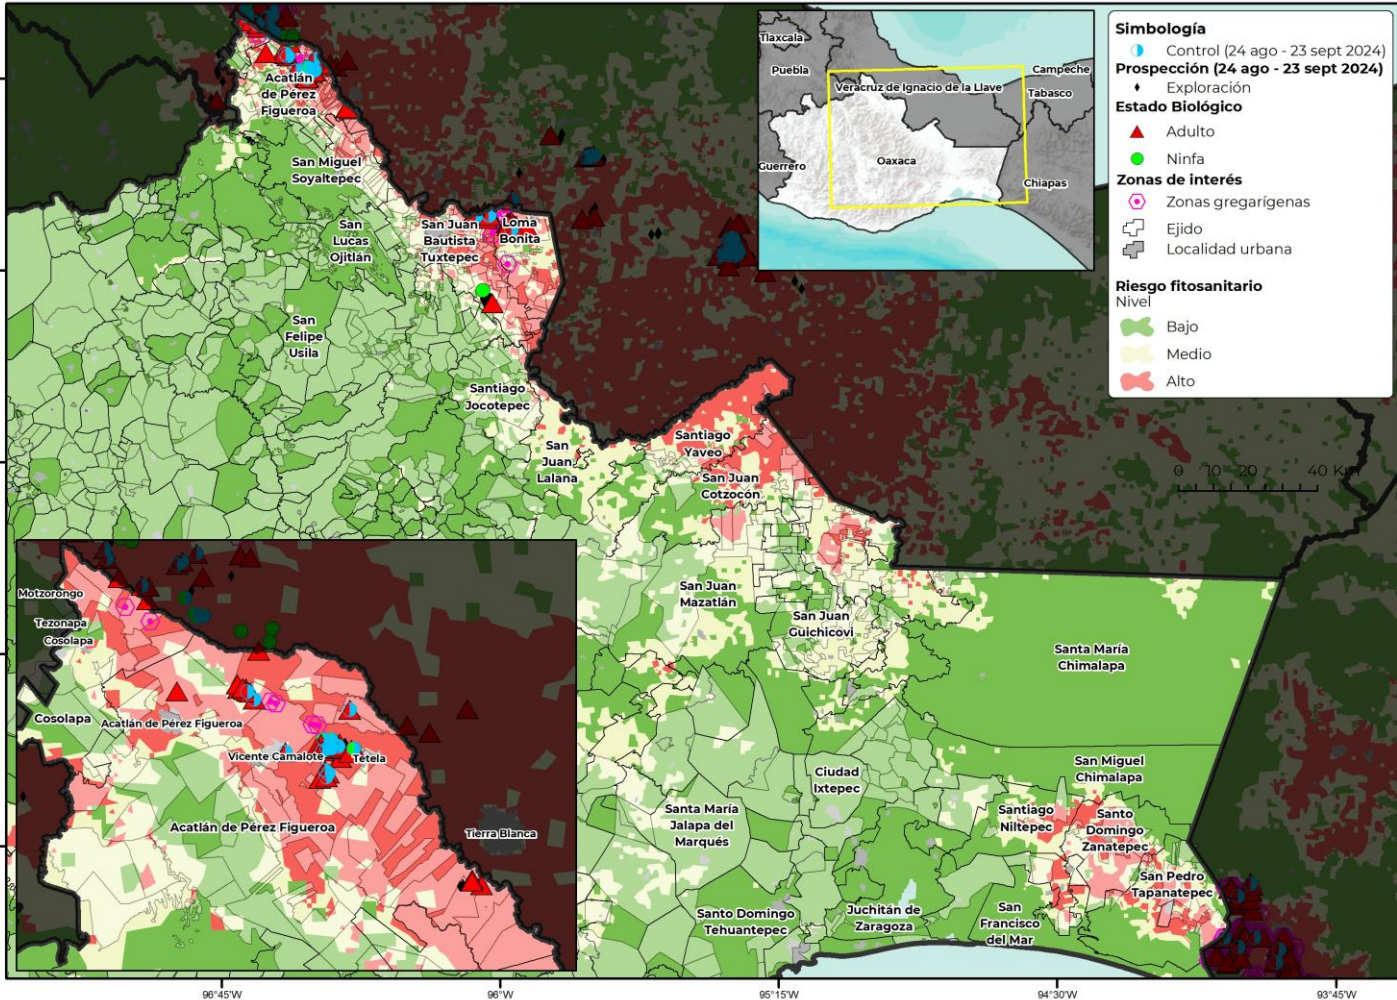 Simbología
Control (24 ago - 23 sept 2024)
Prospección (24 ago - 23 sept 2024)
Exploración
Estado Biológico
Adulto
Ninfa
Zonas de interés
Zonas gregarígenas
Ejido
Localidad urbana
Riesgo fitosanitario
Nivel
Bajo
Medio
Alto
Tlaxcala
Puebla
Campeche
Veracruz de Ignacio de la Llave
Tabasco
Guerrero
Oaxaca
Chiapas
0 10 20 40 Km
Acatlán
de Pérez
Figueroa
San Miguel
Soyaltepec
San
Lucas
Ojitlán
San Juan
Bautista
Tuxtepec
Loma
Bonita
San
Felipe
Usila
Santiago
Jocotepec
San
Juan
Lalana
Santiago
Yaveo
San Juan
Cotzocón
San Juan
Mazatlán
San Juan
Guichicovi
Santa María
Chimalapa
San Miguel
Chimalapa
Ciudad
Ixtepec
Santa María
Jalapa del
Marqués
Santiago
Niltepec
Santo
Domingo
Zanatepec
San Pedro
Tapanatepec
Santo Domingo
Tehuantepec
Juchitán de
Zaragoza
San
Francisco
del Mar
Motzorongo
Tezonapa
Cosolapa
Cosolapa
Acatlán de Pérez Figueroa
Vicente Camalote
Tetela
Acatlán de Pérez Figueroa
Tierra Blanca
96°45'W
96°W
95°15'W
94°30'W
93°45'W